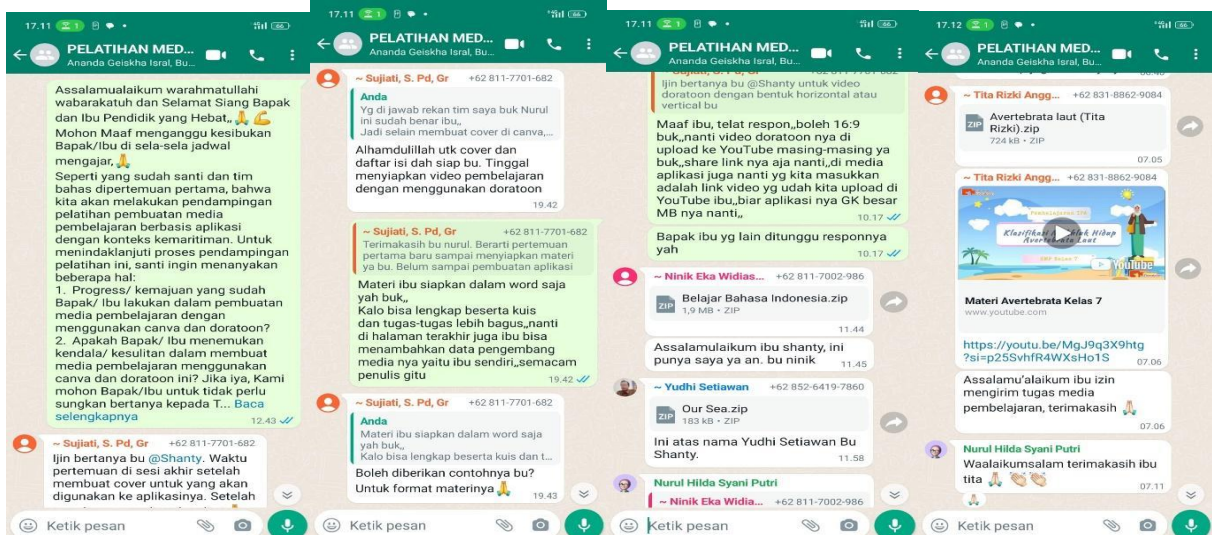 17.11
PELATIHAN MED...
Ananda Geiskha Isral, Bu...
Assalamualaikum warahmatullahi
wabarakatuh dan Selamat Siang Bapak
dan Ibu Pendidik yang Hebat,,
Mohon Maaf menganggu kesibukan
Bapak/Ibu di sela-sela jadwal
mengajar,
Seperti yang sudah santi dan tim
bahas dipertemuan pertama, bahwa
kita akan melakukan pendampingan
pelatihan pembuatan media
pembelajaran berbasis aplikasi
dengan konteks kemaritiman. Untuk
menindaklanjuti proses pendampingan
pelatihan ini, santi ingin menanyakan
beberapa hal:
1. Progress/ kemajuan yang sudah
Bapak/ Ibu lakukan dalam pembuatan
media pembelajaran dengan
menggunakan canva dan doratoon?
2. Apakah Bapak/ Ibu menemukan
kendala/ kesulitan dalam membuat
media pembelajaran menggunakan
canva dan doratoon ini? Jika iya, Kami
mohon Bapak/Ibu untuk tidak perlu
sungkan bertanya kepada T... Baca
selengkapnya
12.43
~ Sujiati, S. Pd, Gr +62 811-7701-682
Ijin bertanya bu @Shanty. Waktu
pertemuan di sesi akhir setelah
membuat cover untuk yang akan
digunakan ke aplikasinya. Setelah
Ketik pesan
17.11
PELATIHAN MED...
Ananda Geiskha Isral, Bu...
~ Sujiati, S. Pd, Gr +62 811-7701-682
Anda
Yg di jawab rekan tim saya buk Nurul
ini sudah benar ibu,,
Jadi selain membuat cover di canva,...
Alhamdulillah utk cover dan
daftar isi dah siap bu. Tinggal
menyiapkan video pembelajaran
dengan menggunakan doratoon
19.42
~ Sujiati, S. Pd, Gr +62 811-7701-682
Terimakasih bu nurul. Berarti pertemuan
pertama baru sampai menyiapkan materi
ya bu. Belum sampai pembuatan aplikasi
Materi ibu siapkan dalam word saja
yah buk,,
Kalo bisa lengkap beserta kuis
dan tugas-tugas lebih bagus,,nanti
di halaman terakhir juga ibu bisa
menambahkan data pengembang
media nya yaitu ibu sendiri,,semacam
penulis gitu
19.42
~ Sujiati, S. Pd, Gr +62 811-7701-682
Anda
Materi ibu siapkan dalam word saja
yah buk,,
Kalo bisa lengkap beserta kuis dan t...
Boleh diberikan contohnya bu?
Untuk format materinya
19.43
Ketik pesan
17.11
PELATIHAN MED...
Ananda Geiskha Isral, Bu...
Ijin bertanya bu @Shanty untuk video
doratoon dengan bentuk horizontal atau
vertical bu
Maaf ibu, telat respon,,boleh 16:9
buk,,nanti video doratoon nya di
upload ke YouTube masing-masing ya
buk,,share link nya aja nanti,,di media
aplikasi juga nanti yg kita masukkan
adalah link video yg udah kita upload di
YouTube ibu,,biar aplikasi nya GK besar
MB nya nanti,,
10.17
Bapak ibu yg lain ditunggu responnya
yah
10.17
~ Ninik Eka Widias... +62 811-7002-986
ZIP
Belajar Bahasa Indonesia.zip
1,9 MB • ZIP
11.44
Assalamulaikum ibu shanty, ini
punya saya ya an. bu ninik
11.45
~ Yudhi Setiawan +62 852-6419-7860
ZIP
Our Sea.zip
183 kB • ZIP
Ini atas nama Yudhi Setiawan Bu
Shanty.
11.58
Nurul Hilda Syani Putri
~ Ninik Eka Widia... +62 811-7002-986
Ketik pesan
17.12
PELATIHAN MED...
Ananda Geiskha Isral, Bu...
~ Tita Rizki Angg... +62 831-8862-9084
ZIP
Avertebrata laut (Tita
Rizki).zip
724 kB • ZIP
07.05
~ Tita Rizki Angg... +62 831-8862-9084
YouTube
Materi Avertebrata Kelas 7
www.youtube.com
https://youtu.be/MgJ9q3X9htg
?si=p25SvhfR4WXsHo1S
07.06
Assalamu'alaikum ibu izin
mengirim tugas media
pembelajaran, terimakasih
07.06
Nurul Hilda Syani Putri
Waalaikumsalam terimakasih ibu
tita
07.11
Ketik pesan